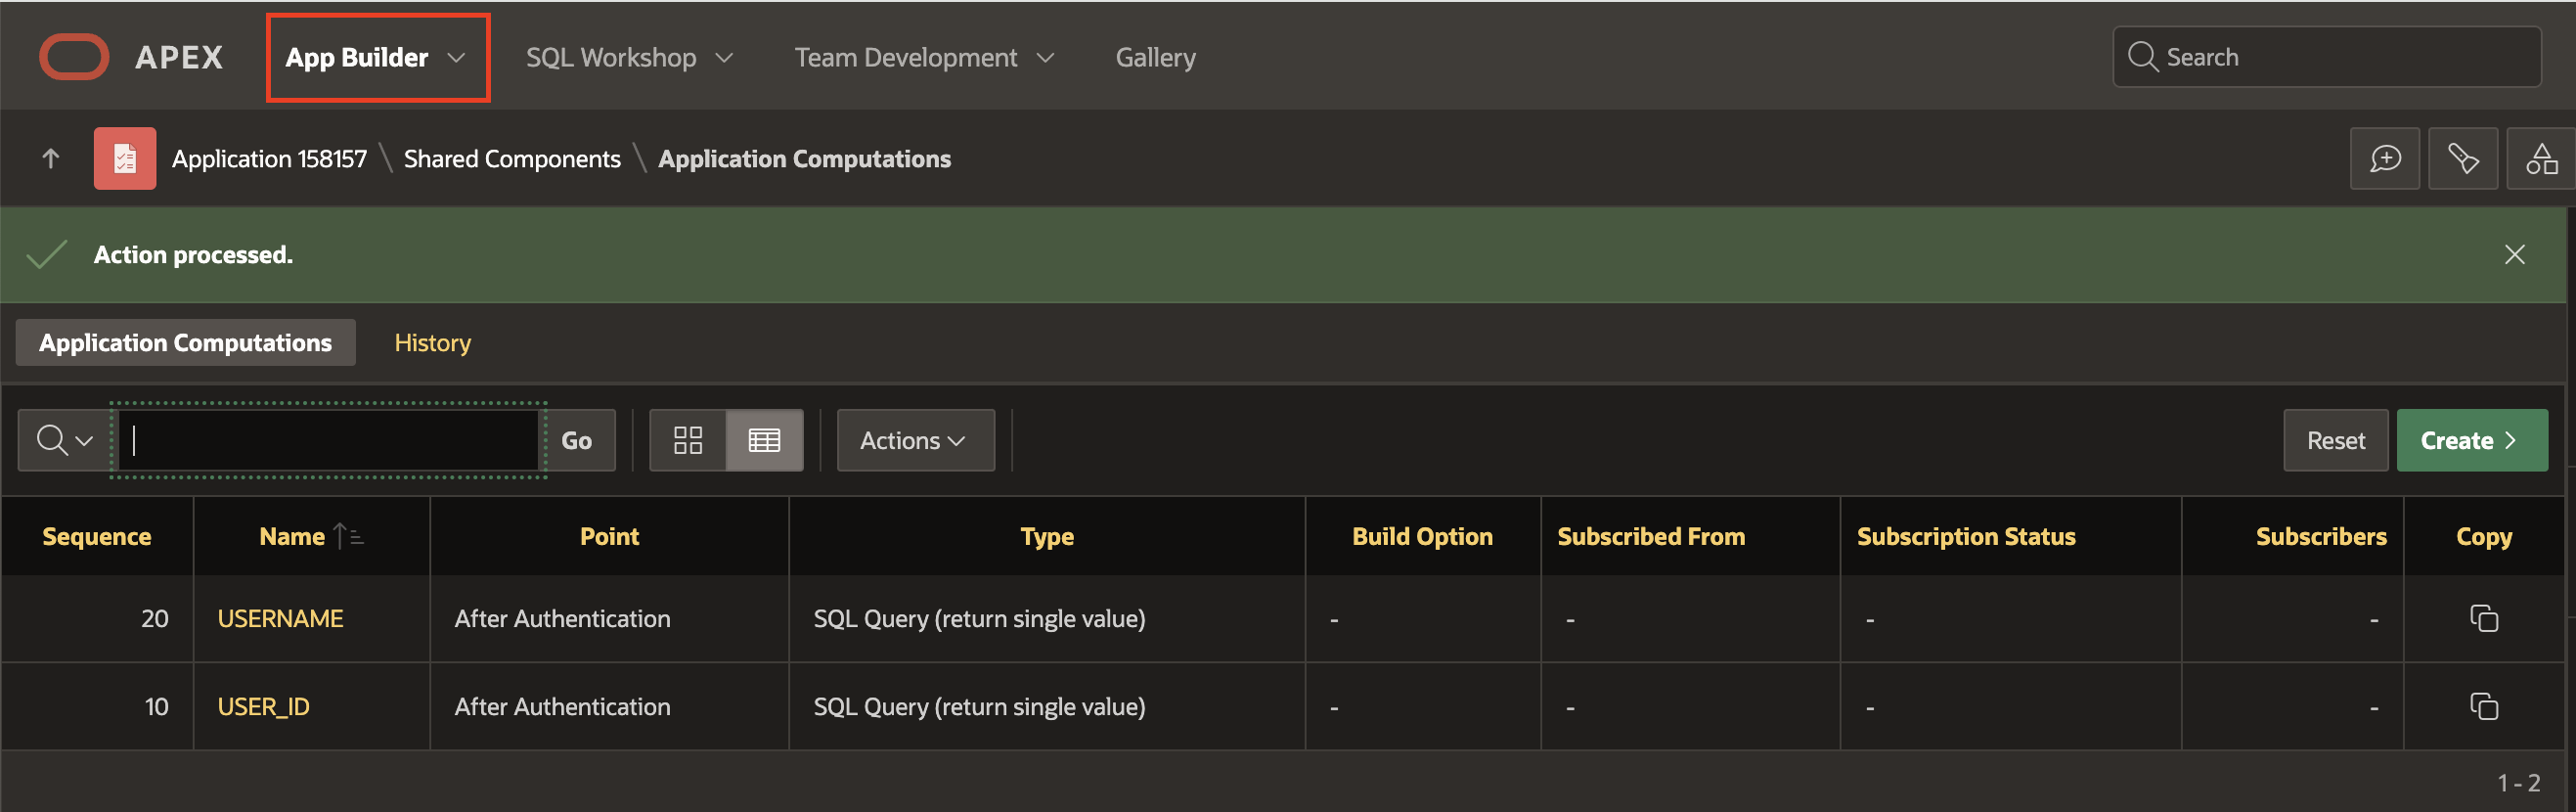 APEX App Builder SQL Workshop Team Development Gallery Search
Application 158157 \ Shared Components \ Application Computations
Action processed.
Application Computations History
Go Actions Reset Create
Sequence Name Point Type Build Option Subscribed From Subscription Status Subscribers Copy
20 USERNAME After Authentication SQL Query (return single value) - - - -
10 USER_ID After Authentication SQL Query (return single value) - - - -
1 - 2